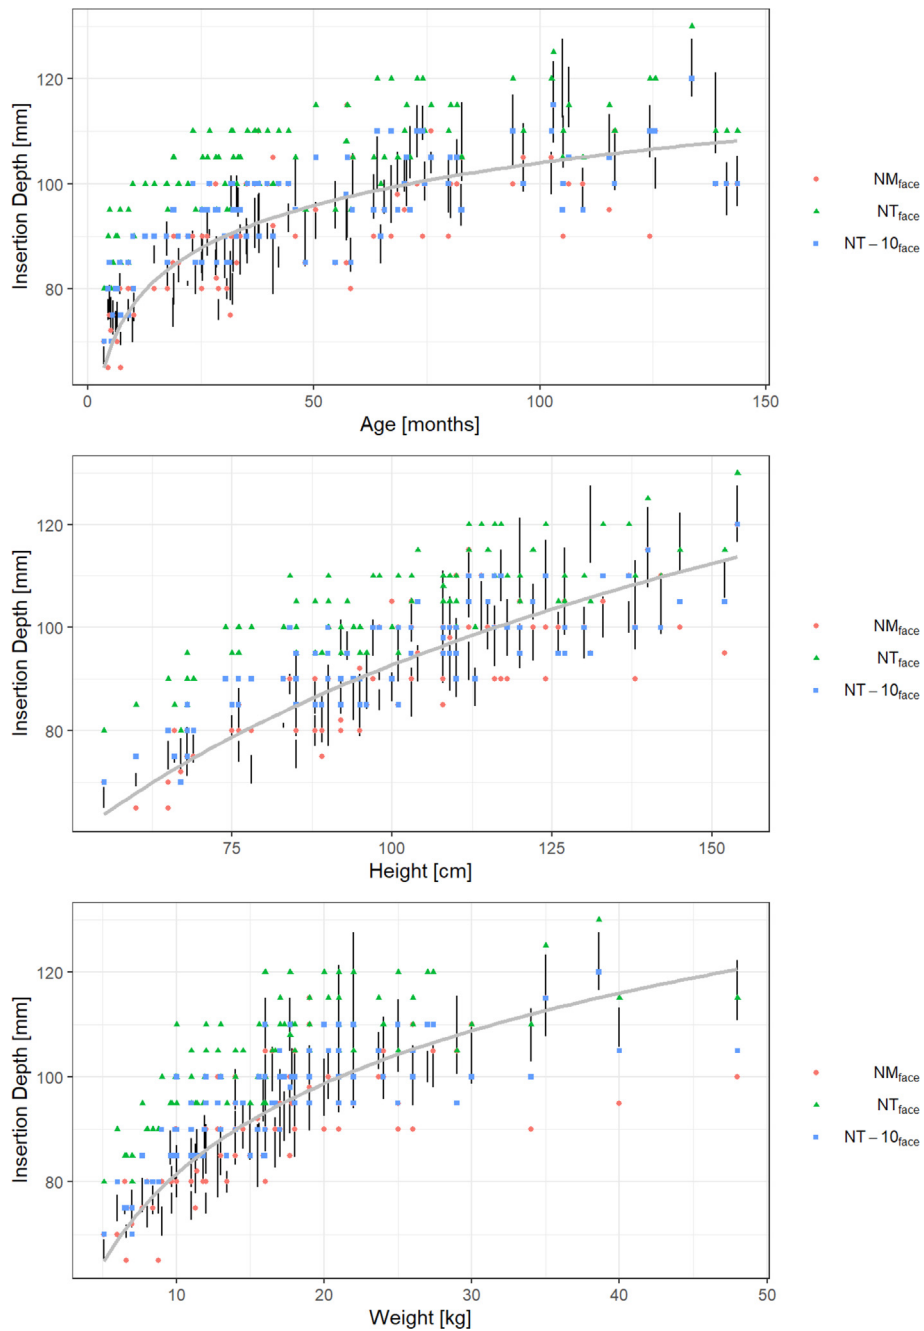 Insertion Depth [mm]
120
100
80
0
50
100
150
Age [months]
NMface
NTface
NT – 10face
Insertion Depth [mm]
120
100
80
75
100
125
150
Height [cm]
NMface
NTface
NT – 10face
Insertion Depth [mm]
120
100
80
10
20
30
40
50
Weight [kg]
NMface
NTface
NT – 10face